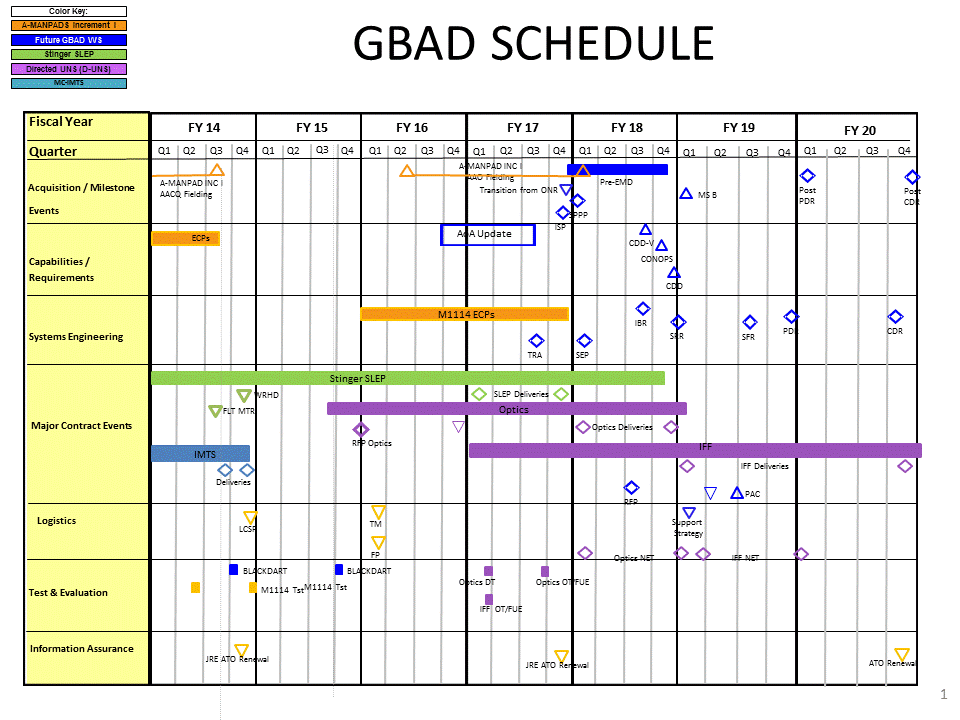 Color Key:
A-MANPADS Increment I
Future GBAD WS
Stinger SLEP
Directed UNS (D-UNS)
MC-IMTS
GBAD SCHEDULE
Fiscal Year
FY 14
FY 15
FY 16
FY 17
FY 18
FY 19
FY 20
Quarter
Q1 Q2 Q3 Q4
Q1 Q2 Q3 Q4
Q1 Q2 Q3 Q4
Q1 Q2 Q3 Q4
Q1 Q2 Q3 Q4
Q1 Q2 Q3 Q4
Q1 Q2 Q3 Q4
Acquisition / Milestone
Events
A-MANPAD INC I
AACQ Fielding
A-MANPAD INC I
AAO Fielding
Transition from ONR
Pre-EMD
SPPP
ISP
MS B
Post
PDR
Post
CDR
Capabilities /
Requirements
ECPs
AoA Update
CDD-V
CONOPS
CDD
Systems Engineering
M1114 ECPs
TRA
SEP
IBR
SRR
SFR
PDR
CDR
Major Contract Events
Stinger SLEP
WRHD
FLT MTR
SLEP Deliveries
Optics
RFP Optics
Optics Deliveries
IMTS
Deliveries
IFF
IFF Deliveries
RFP
PAC
Logistics
LCSP
TM
FP
Support
Strategy
Optics NET
IFF NET
Test & Evaluation
BLACKDART
BLACKDART
M1114 Tst
M1114 Tst
Optics DT
Optics OT/FUE
IFF OT/FUE
Information Assurance
JRE ATO Renewal
JRE ATO Renewal
ATO Renewal
1